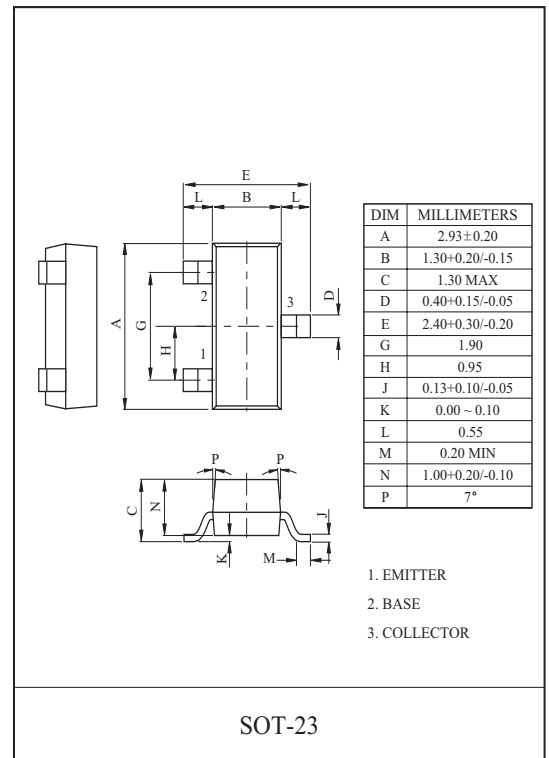 E
L B L
2
3
D
A
G
H
1
DIM MILLIMETERS
A 2.93±0.20
B 1.30+0.20/-0.15
C 1.30 MAX
D 0.40+0.15/-0.05
E 2.40+0.30/-0.20
G 1.90
H 0.95
J 0.13+0.10/-0.05
K 0.00 ~ 0.10
L 0.55
M 0.20 MIN
N 1.00+0.20/-0.10
P 7°
P P
C
N
K
M
J
1. EMITTER
2. BASE
3. COLLECTOR
SOT-23